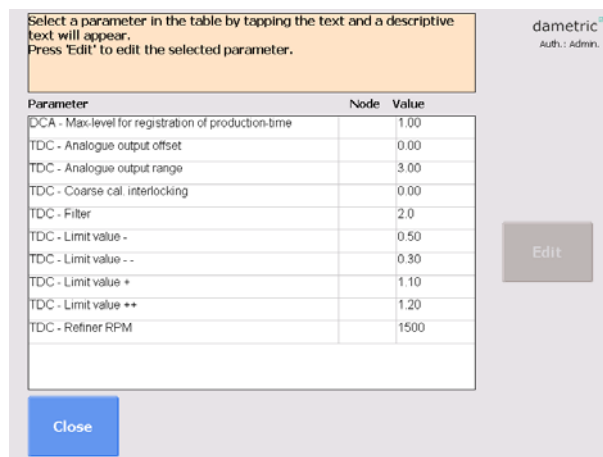 Select a parameter in the table by tapping the text and a descriptive
text will appear.
Press 'Edit' to edit the selected parameter.
dametric
Auth.: Admin.
Parameter Node Value
DCA - Max-level for registration of production-time 1.00
TDC - Analogue output offset 0.00
TDC - Analogue output range 3.00
TDC - Coarse cal. interlocking 0.00
TDC - Filter 2.0
TDC - Limit value - 0.50
TDC - Limit value - - 0.30
TDC - Limit value + 1.10
TDC - Limit value ++ 1.20
TDC - Refiner RPM 1500
Edit
Close